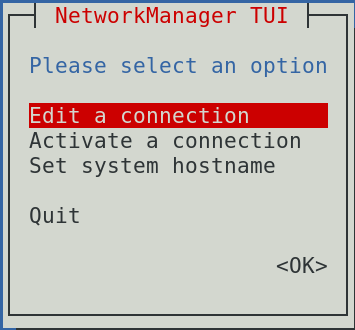 NetworkManager TUI
Please select an option
Edit a connection
Activate a connection
Set system hostname
Quit
<OK>